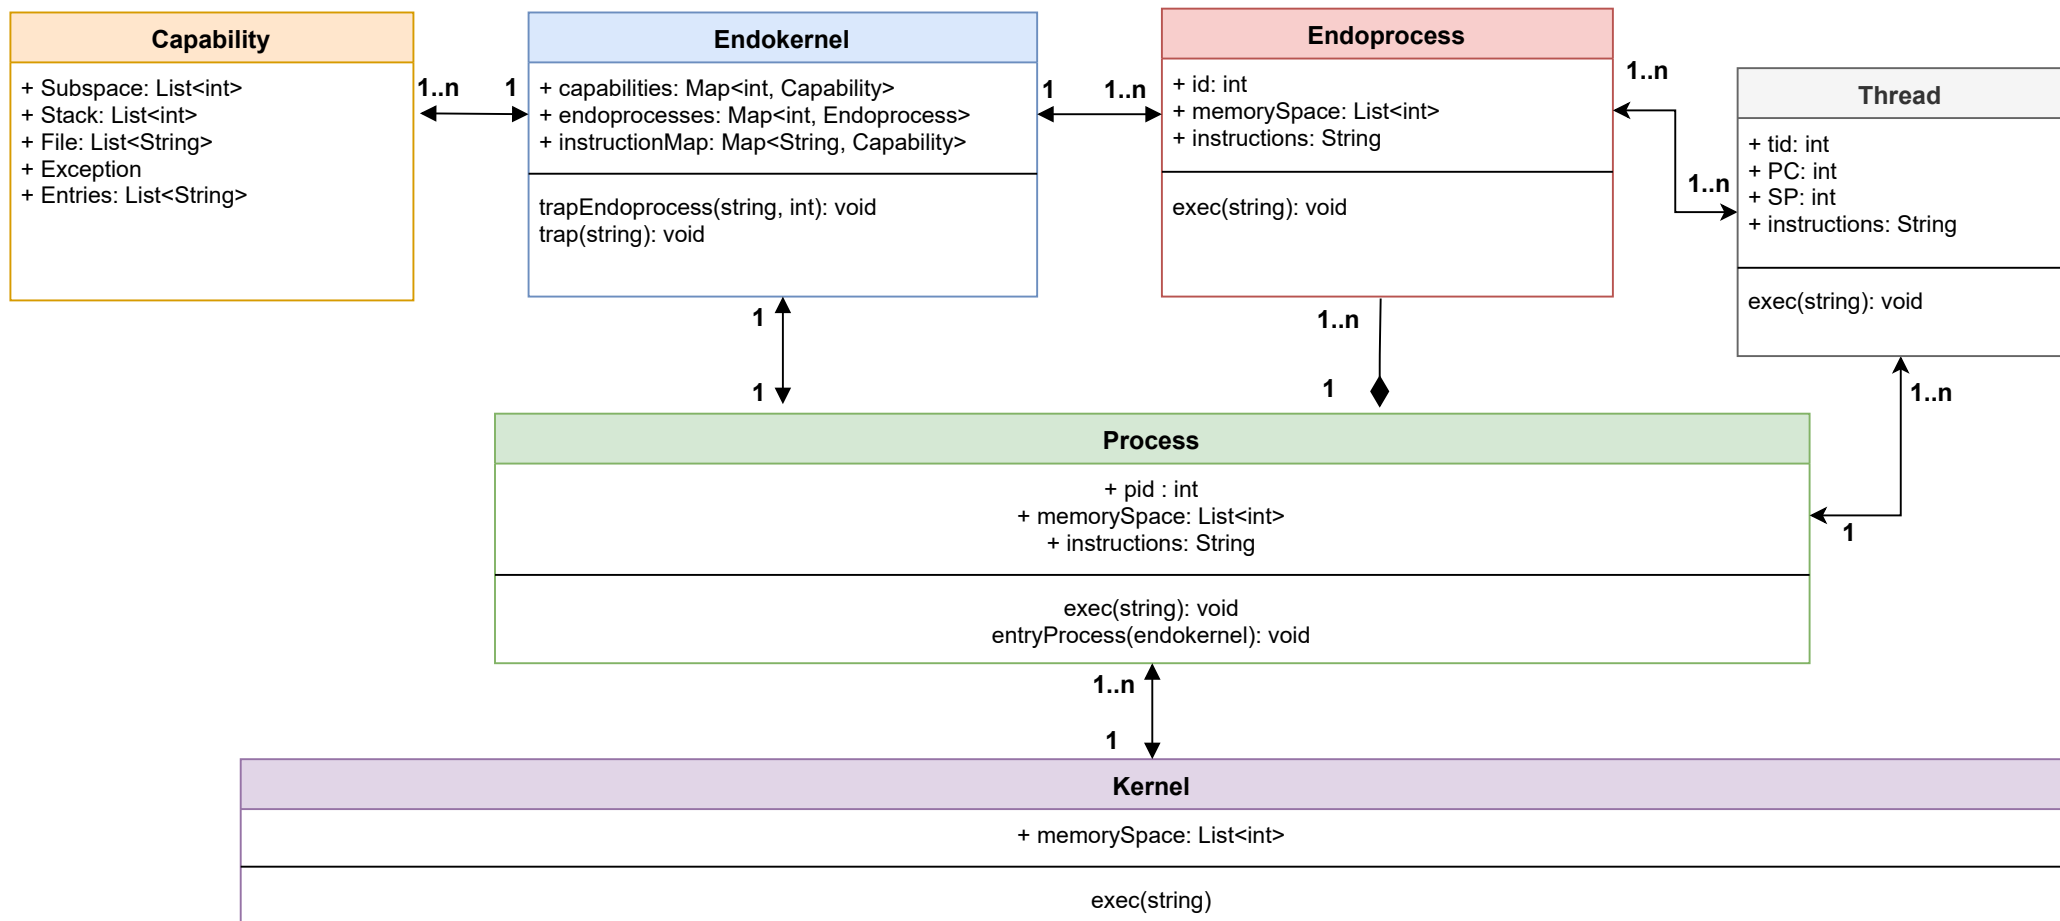 Capability
+ Subspace: List<int>
+ Stack: List<int>
+ File: List<String>
+ Exception
+ Entries: List<String>
1..n
1
Endokernel
+ capabilities: Map<int, Capability>
+ endoprocesses: Map<int, Endoprocess>
+ instructionMap: Map<String, Capability>
trapEndoprocess(string, int): void
trap(string): void
1
1..n
Endoprocess
+ id: int
+ memorySpace: List<int>
+ instructions: String
exec(string): void
1..n
1..n
Thread
+ tid: int
+ PC: int
+ SP: int
+ instructions: String
exec(string): void
1
1
1..n
1
1..n
1
Process
+ pid : int
+ memorySpace: List<int>
+ instructions: String
exec(string): void
entryProcess(endokernel): void
1..n
1
Kernel
+ memorySpace: List<int>
exec(string)